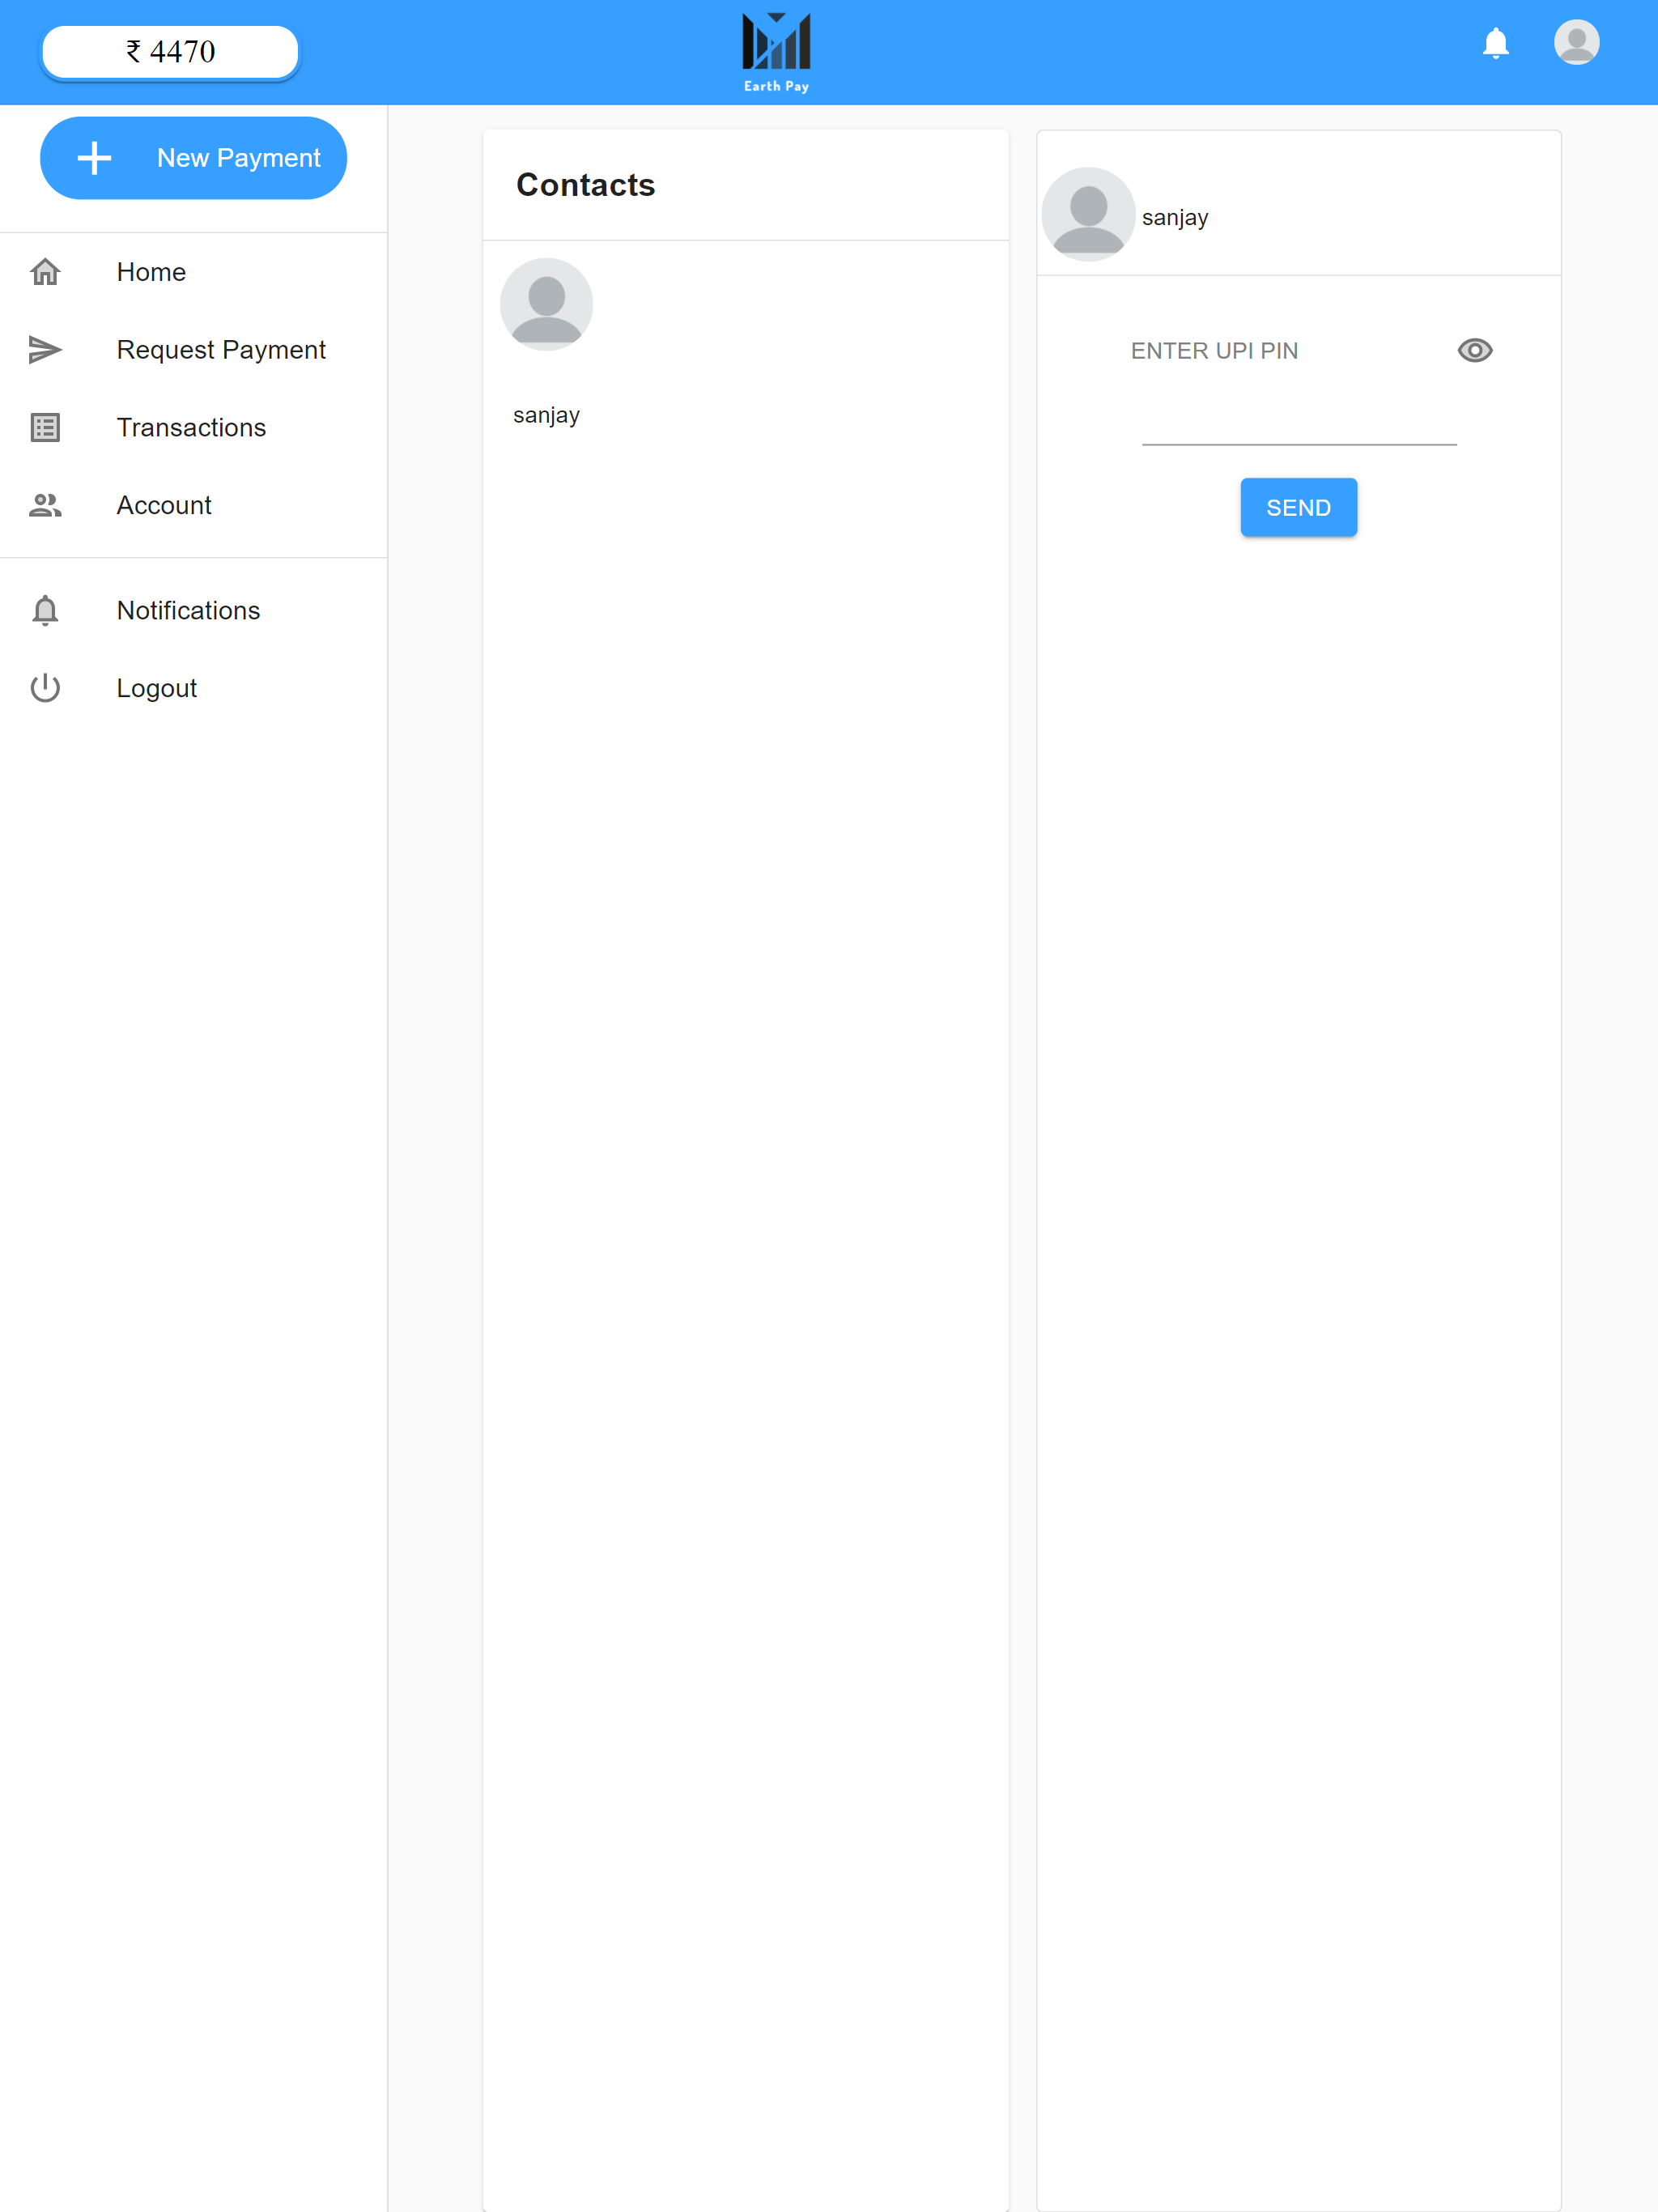 ₹ 4470
Earth Pay
New Payment
Home
Request Payment
Transactions
Account
Notifications
Logout
Contacts
sanjay
sanjay
ENTER UPI PIN
SEND